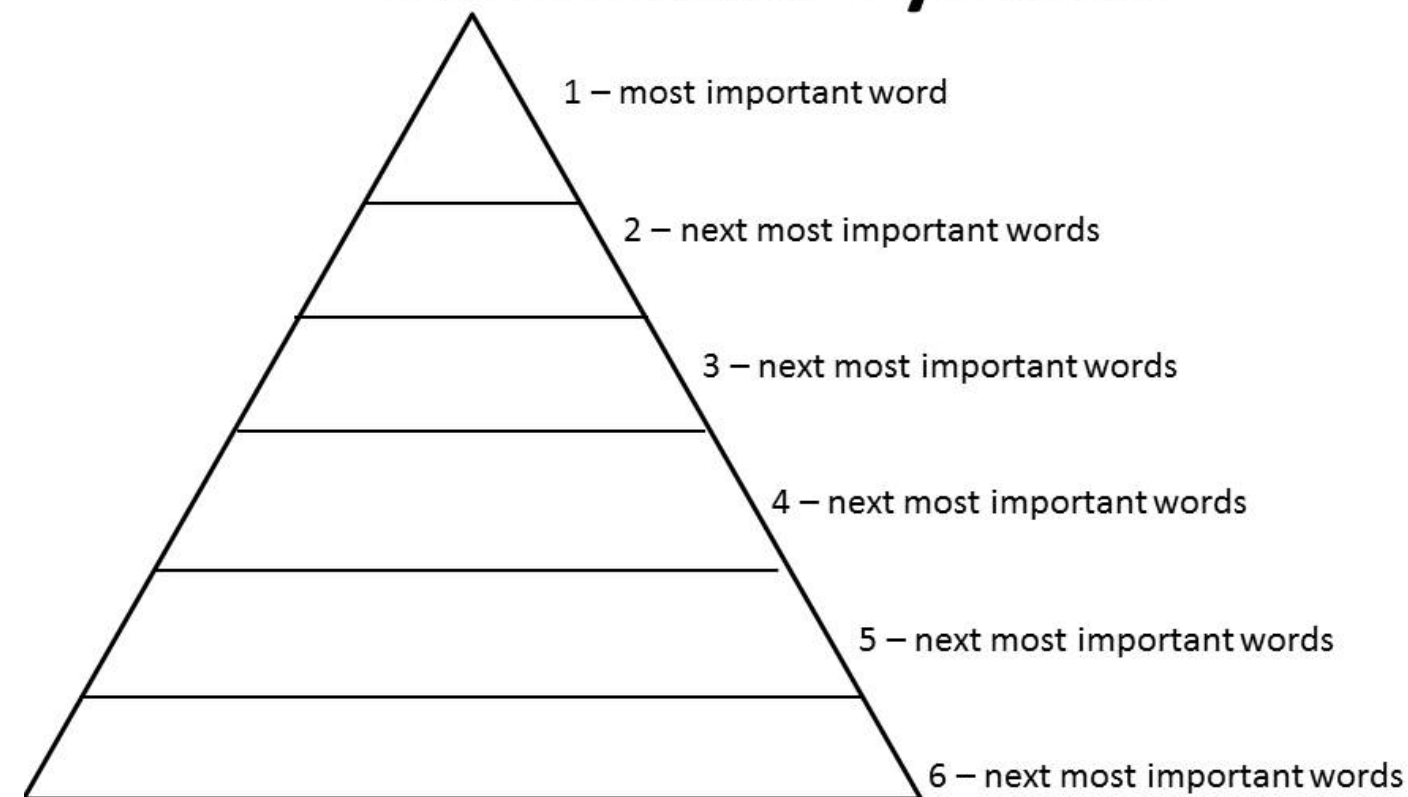 1 – most important word
2 – next most important words
3 – next most important words
4 – next most important words
5 – next most important words
6 – next most important words